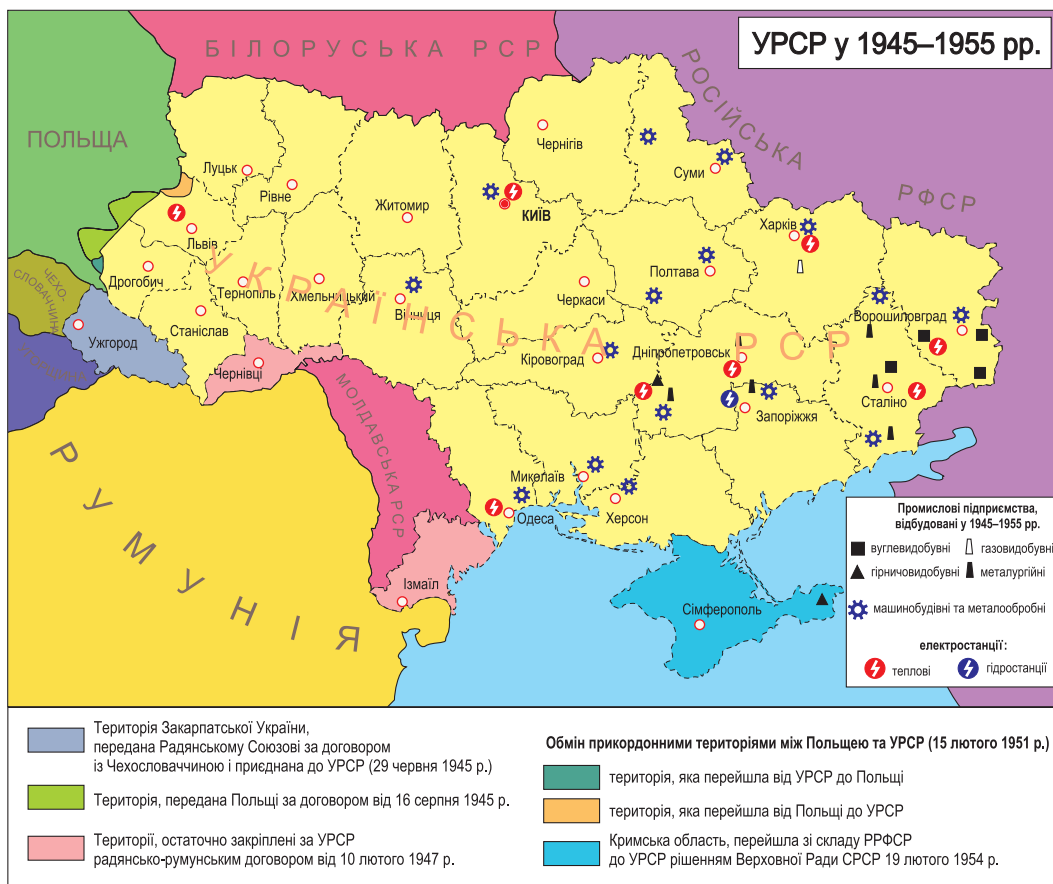 УРСР у 1945–1955 рр.
БІЛОРУСЬКА РСР
РОСІЙСЬКА
РФСР
ПОЛЬЩА
ЧЕХО-
СЛОВАЧЧИНА
РУМУНІЯ
МОЛДАВСЬКА РСР
УКРАЇНСЬКА РСР
Чернігів
Луцьк
Рівне
Суми
Житомир
КИЇВ
Львів
Харків
Полтава
Дрогобич
Тернопіль
Хмельницький
Вінниця
Черкаси
Станіслав
Ворошиловград
Ужгород
Кіровоград
Дніпропетровськ
Чернівці
Сталіно
Запоріжжя
Миколаїв
Херсон
Одеса
Ізмаїл
Сімферополь
Промислові підприємства,
відбудовані у 1945–1955 рр.
вуглевидобувні газовидобувні
гірничовидобувні металургійні
машинобудівні та металообробні
електростанції:
теплові гідростанції
Територія Закарпатської України,
передана Радянському Союзові за договором
із Чехословаччиною і приєднана до УРСР (29 червня 1945 р.)
Територія, передана Польщі за договором від 16 серпня 1945 р.
Території, остаточно закріплені за УРСР
радянсько-румунським договором від 10 лютого 1947 р.
Обмін прикордонними територіями між Польщею та УРСР (15 лютого 1951 р.)
територія, яка перейшла від УРСР до Польщі
територія, яка перейшла від Польщі до УРСР
Кримська область, перейшла зі складу РРФСР
до УРСР рішенням Верховної Ради СРСР 19 лютого 1954 р.